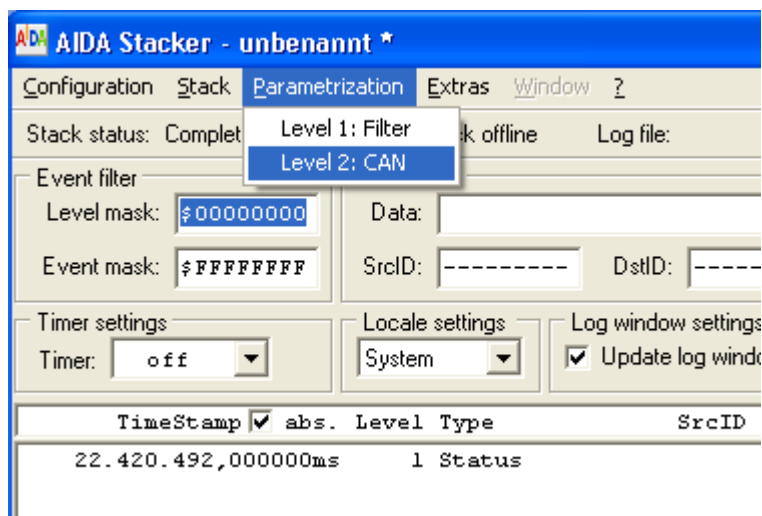 AIDA Stacker - unbenannt *
Configuration Stack Parametrization Extras Window ?
Level 1: Filter
Level 2: CAN
Stack status: offline Log file:
Event filter
Level mask: $00000000 Data:
Event mask: $FFFFFFFF SrcID: --------- DstID: -----
Timer settings Locale settings Log window settings
Timer: off System Update log
TimeStamp abs. Level Type SrcID
22.420.492,000000ms 1 Status